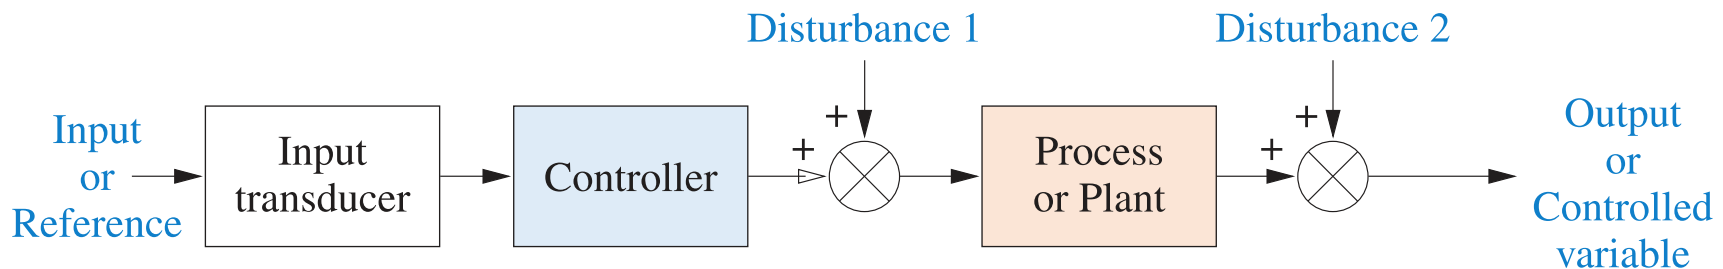 Disturbance 1
Disturbance 2
Input
or
Reference
Input
transducer
Controller
+
+
Process
or Plant
+
+
Output
or
Controlled
variable